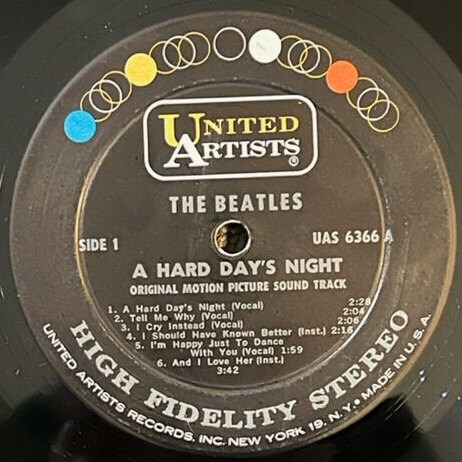 UNITED
ARTISTS®
THE BEATLES
SIDE 1
UAS 6366 A
A HARD DAY'S NIGHT
ORIGINAL MOTION PICTURE SOUND TRACK
1. A Hard Day's Night (Vocal) 2:28
2. Tell Me Why (Vocal) 2:04
3. I Cry Instead (Vocal) 2:06
4. I Should Have Known Better (Inst.) 2:16
5. I'm Happy Just To Dance
With You (Vocal) 1:59
6. And I Love Her (Inst.)
3:42
HIGH FIDELITY STEREO
UNITED ARTISTS RECORDS, INC. NEW YORK 19, N.Y. • MADE IN U.S.A.